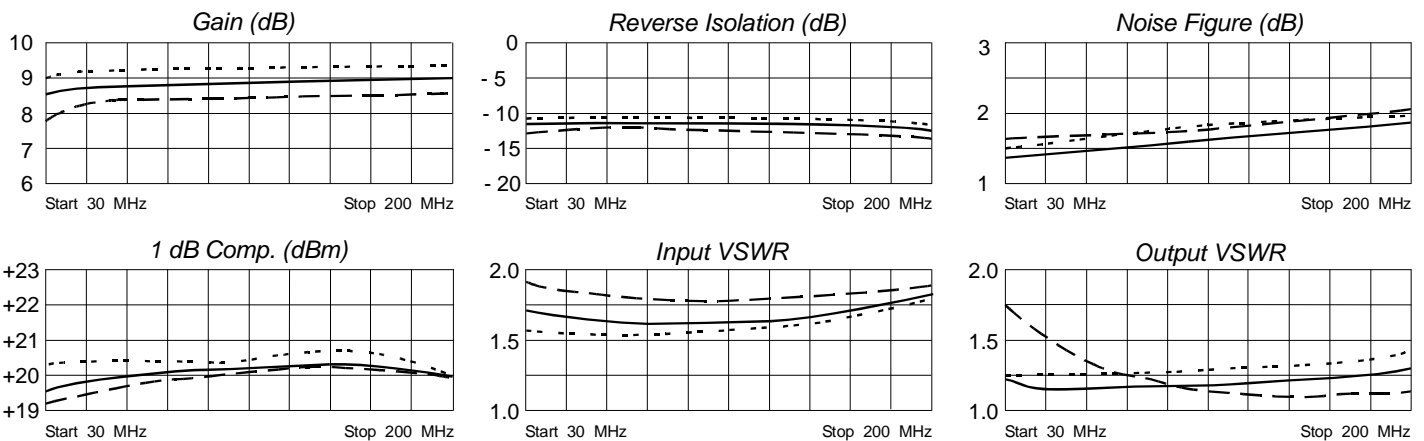 Gain (dB)
10
9
8
7
6
Start 30 MHz
Stop 200 MHz
Reverse Isolation (dB)
0
- 5
- 10
- 15
- 20
Start 30 MHz
Stop 200 MHz
Noise Figure (dB)
3
2
1
Start 30 MHz
Stop 200 MHz
1 dB Comp. (dBm)
+23
+22
+21
+20
+19
Start 30 MHz
Stop 200 MHz
Input VSWR
2.0
1.5
1.0
Start 30 MHz
Stop 200 MHz
Output VSWR
2.0
1.5
1.0
Start 30 MHz
Stop 200 MHz